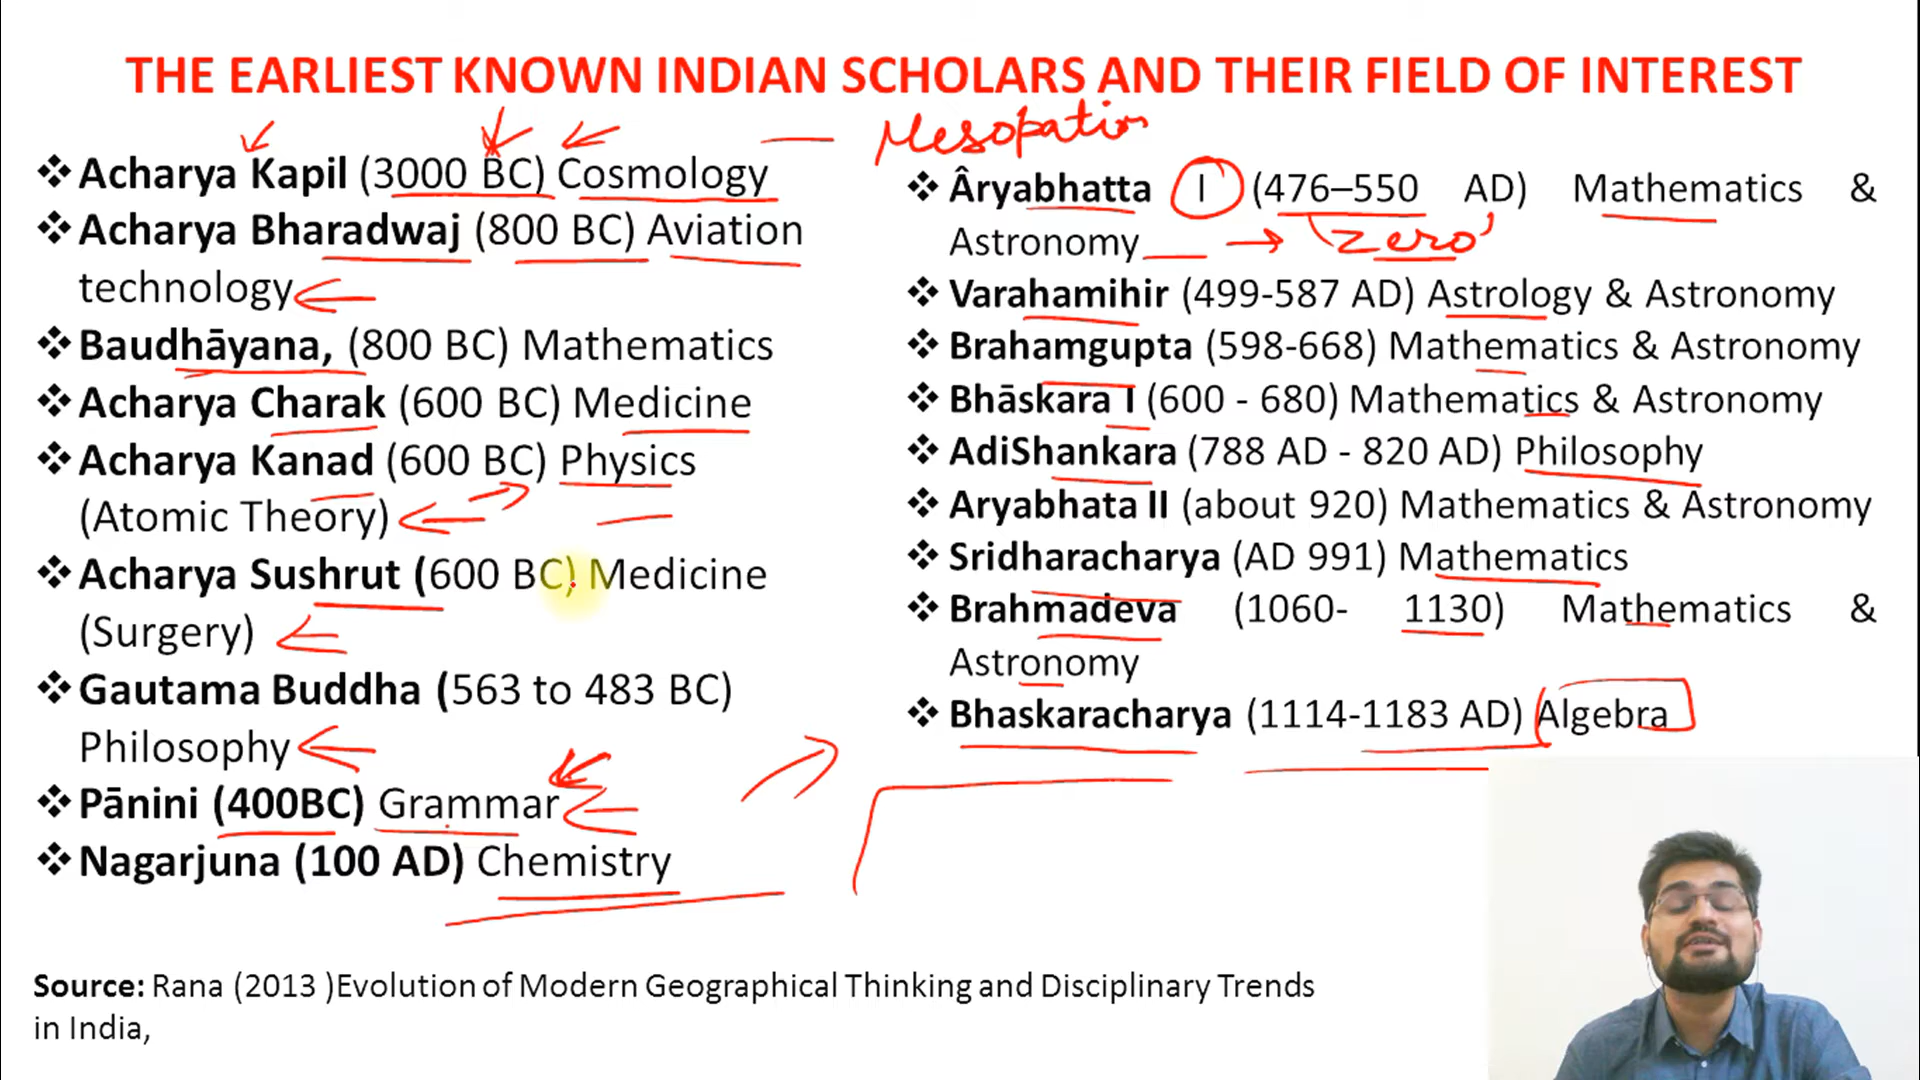 THE EARLIEST KNOWN INDIAN SCHOLARS AND THEIR FIELD OF INTEREST
❖Acharya Kapil (3000 BC) Cosmology
❖Acharya Bharadwaj (800 BC) Aviation
technology
❖Baudhāyana, (800 BC) Mathematics
❖Acharya Charak (600 BC) Medicine
❖Acharya Kanad (600 BC) Physics
(Atomic Theory)
❖Acharya Sushrut (600 BC) Medicine
(Surgery)
❖Gautama Buddha (563 to 483 BC)
Philosophy
❖Pānini (400BC) Grammar
❖Nagarjuna (100 AD) Chemistry
❖ Âryabhatta I (476–550 AD) Mathematics &
Astronomy Zero
❖ Varahamihir (499-587 AD) Astrology & Astronomy
❖ Brahamgupta (598-668) Mathematics & Astronomy
❖ Bhāskara I (600 - 680) Mathematics & Astronomy
❖ AdiShankara (788 AD - 820 AD) Philosophy
❖ Aryabhata II (about 920) Mathematics & Astronomy
❖ Sridharacharya (AD 991) Mathematics
❖ Brahmadeva (1060- 1130) Mathematics &
Astronomy
❖ Bhaskaracharya (1114-1183 AD) Algebra
Source: Rana (2013 )Evolution of Modern Geographical Thinking and Disciplinary Trends
in India,